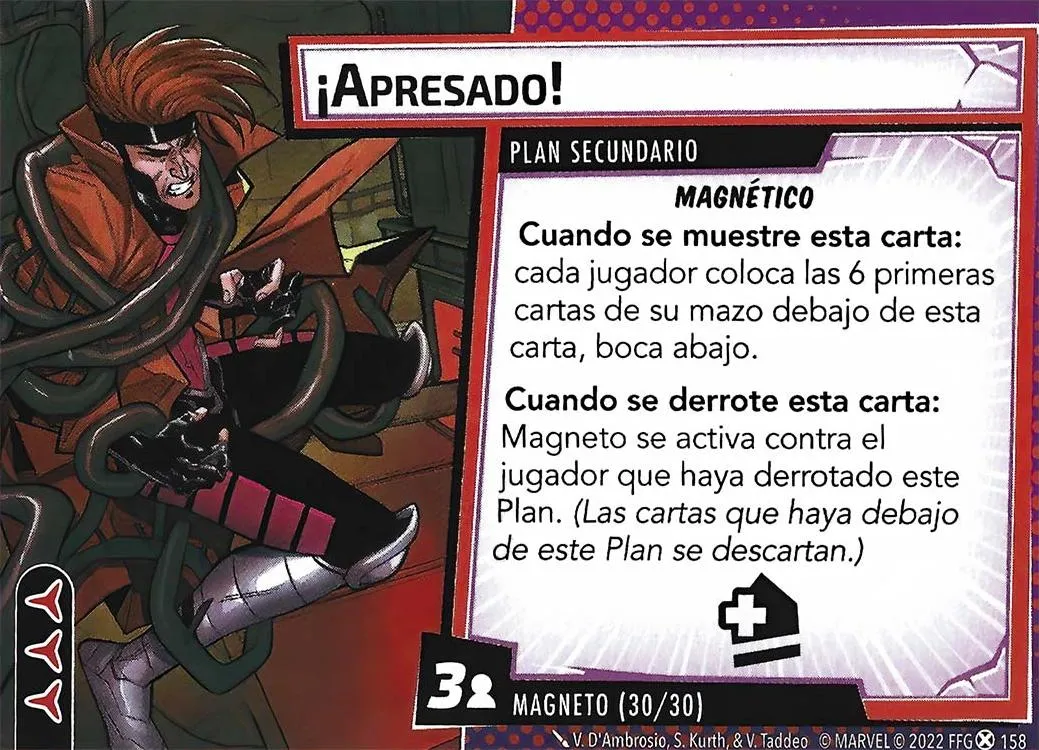 ¡APRESADO!
PLAN SECUNDARIO
MAGNÉTICO
Cuando se muestre esta carta:
cada jugador coloca las 6 primeras
cartas de su mazo debajo de esta
carta, boca abajo.
Cuando se derrote esta carta:
Magneto se activa contra el
jugador que haya derrotado este
Plan. (Las cartas que haya debajo
de este Plan se descartan.)
3
MAGNETO (30/30)
V. D'Ambrosio, S. Kurth, & V. Taddeo © MARVEL © 2022 FFG 158